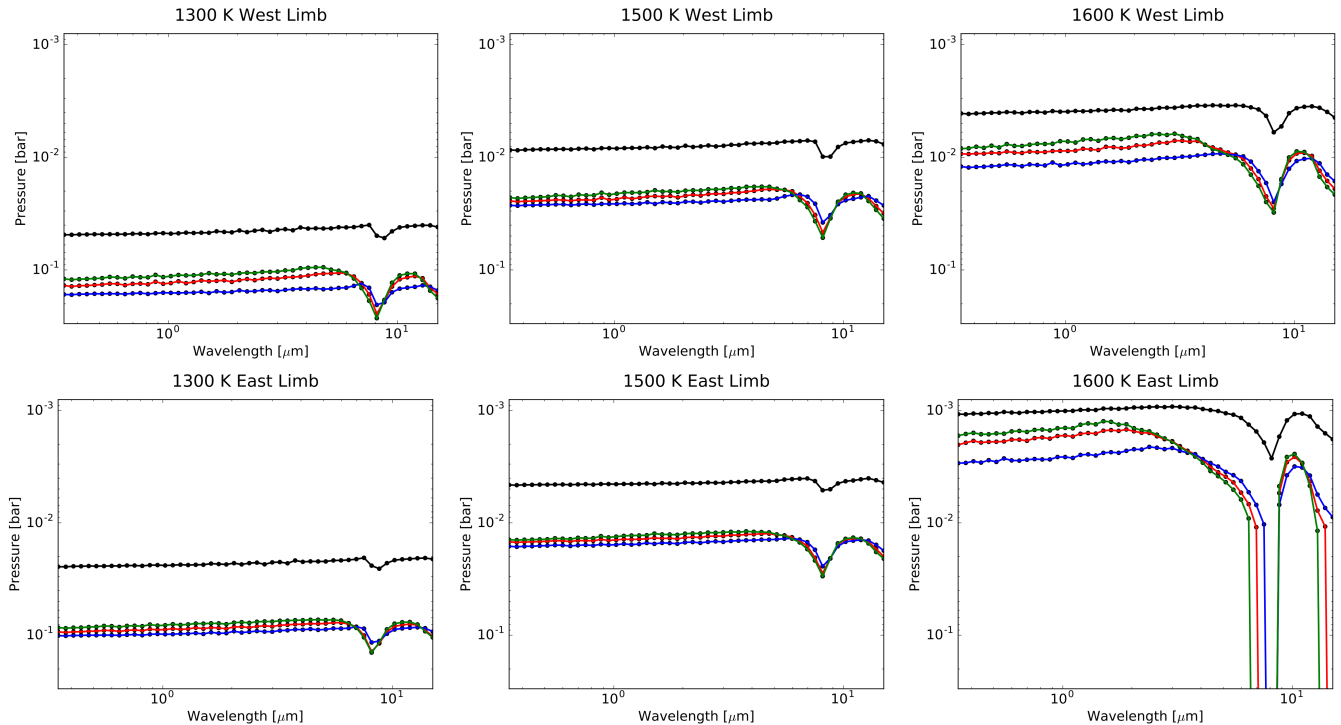 1300 K West Limb
1500 K West Limb
1600 K West Limb
10⁻³
10⁻²
10⁻¹
Pressure [bar]
10⁰
10¹
Wavelength [μm]
10⁻³
10⁻²
10⁻¹
Pressure [bar]
10⁰
10¹
Wavelength [μm]
10⁻³
10⁻²
10⁻¹
Pressure [bar]
10⁰
10¹
Wavelength [μm]
1300 K East Limb
1500 K East Limb
1600 K East Limb
10⁻³
10⁻²
10⁻¹
Pressure [bar]
10⁰
10¹
Wavelength [μm]
10⁻³
10⁻²
10⁻¹
Pressure [bar]
10⁰
10¹
Wavelength [μm]
10⁻³
10⁻²
10⁻¹
Pressure [bar]
10⁰
10¹
Wavelength [μm]